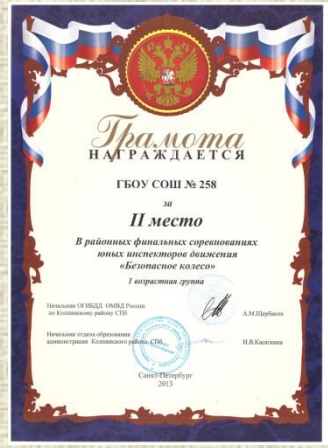 Грамота
НАГРАЖДАЕТСЯ
ГБОУ СОШ № 258
за
II место
В районных финальных соревнованиях
юных инспекторов движения
«Безопасное колесо»
1 возрастная группа
Начальник ОГИБДД ОМВД России
по Колпинскому району СПб
А.М.Щербаков
Начальник отдела образования
администрации Колпинского района СПб
Санкт-Петербург
2013